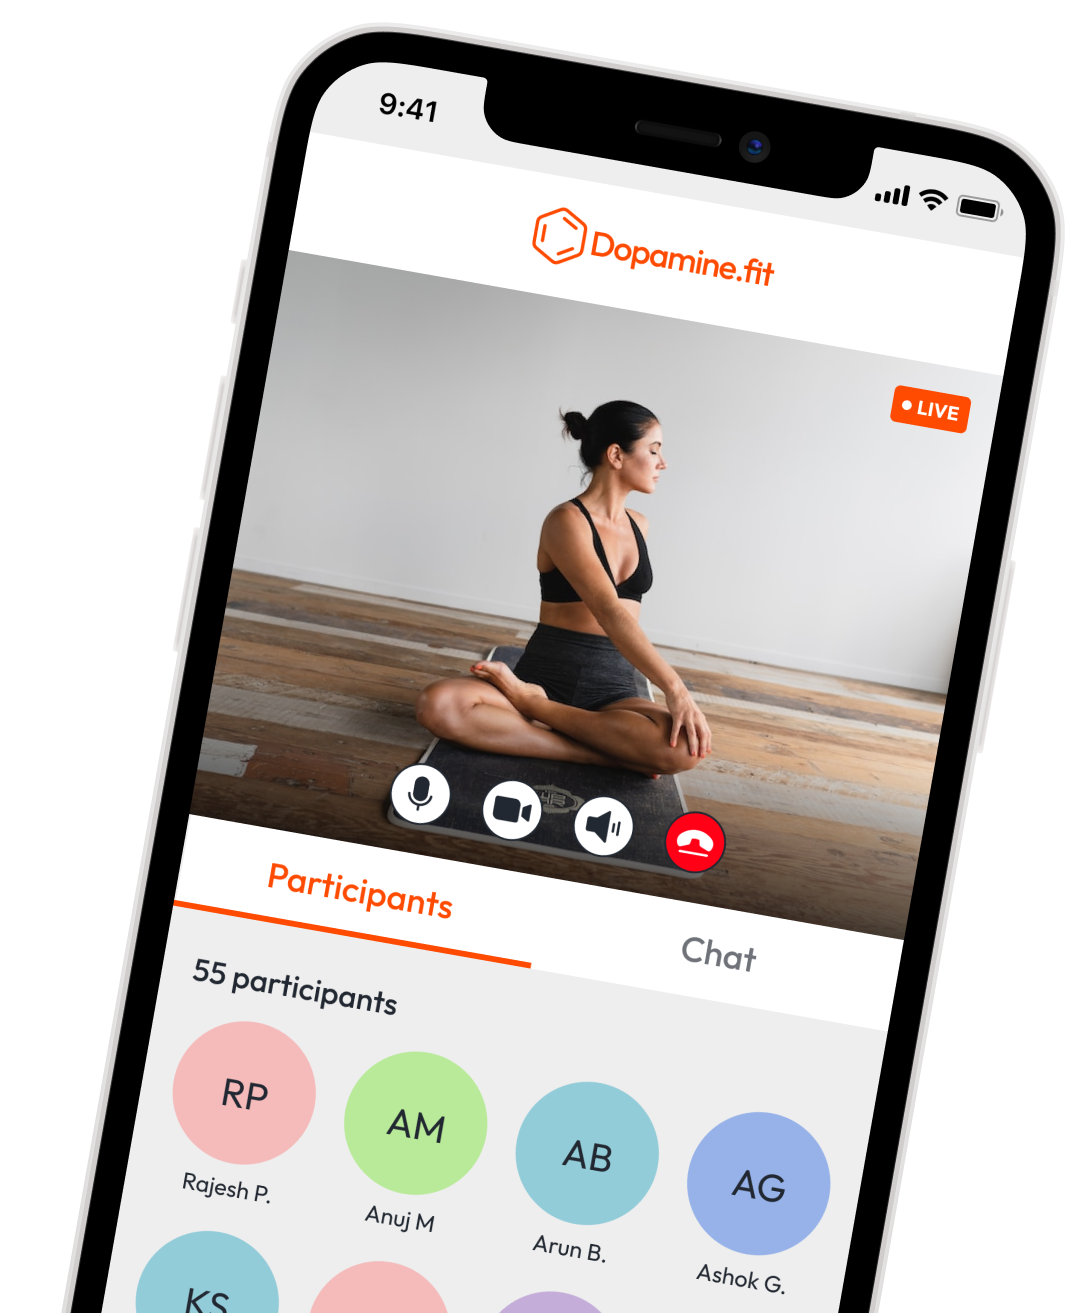 9:41
Dopamine.fit
LIVE
Participants
Chat
55 participants
RP
AM
AB
AG
Rajesh P.
Anuj M
Arun B.
Ashok G.
KS